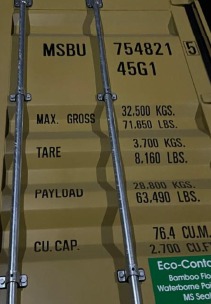 MSBU 754821 5
45G1
MAX. GROSS 32.500 KGS.
71.650 LBS.
TARE 3.700 KGS.
8.160 LBS.
PAYLOAD 28.800 KGS.
63.490 LBS.
CU.CAP. 76.4 CU.M.
2.700 CU.F
Eco-Conta
Bamboo Flo
Waterborne Pa
MS Sea